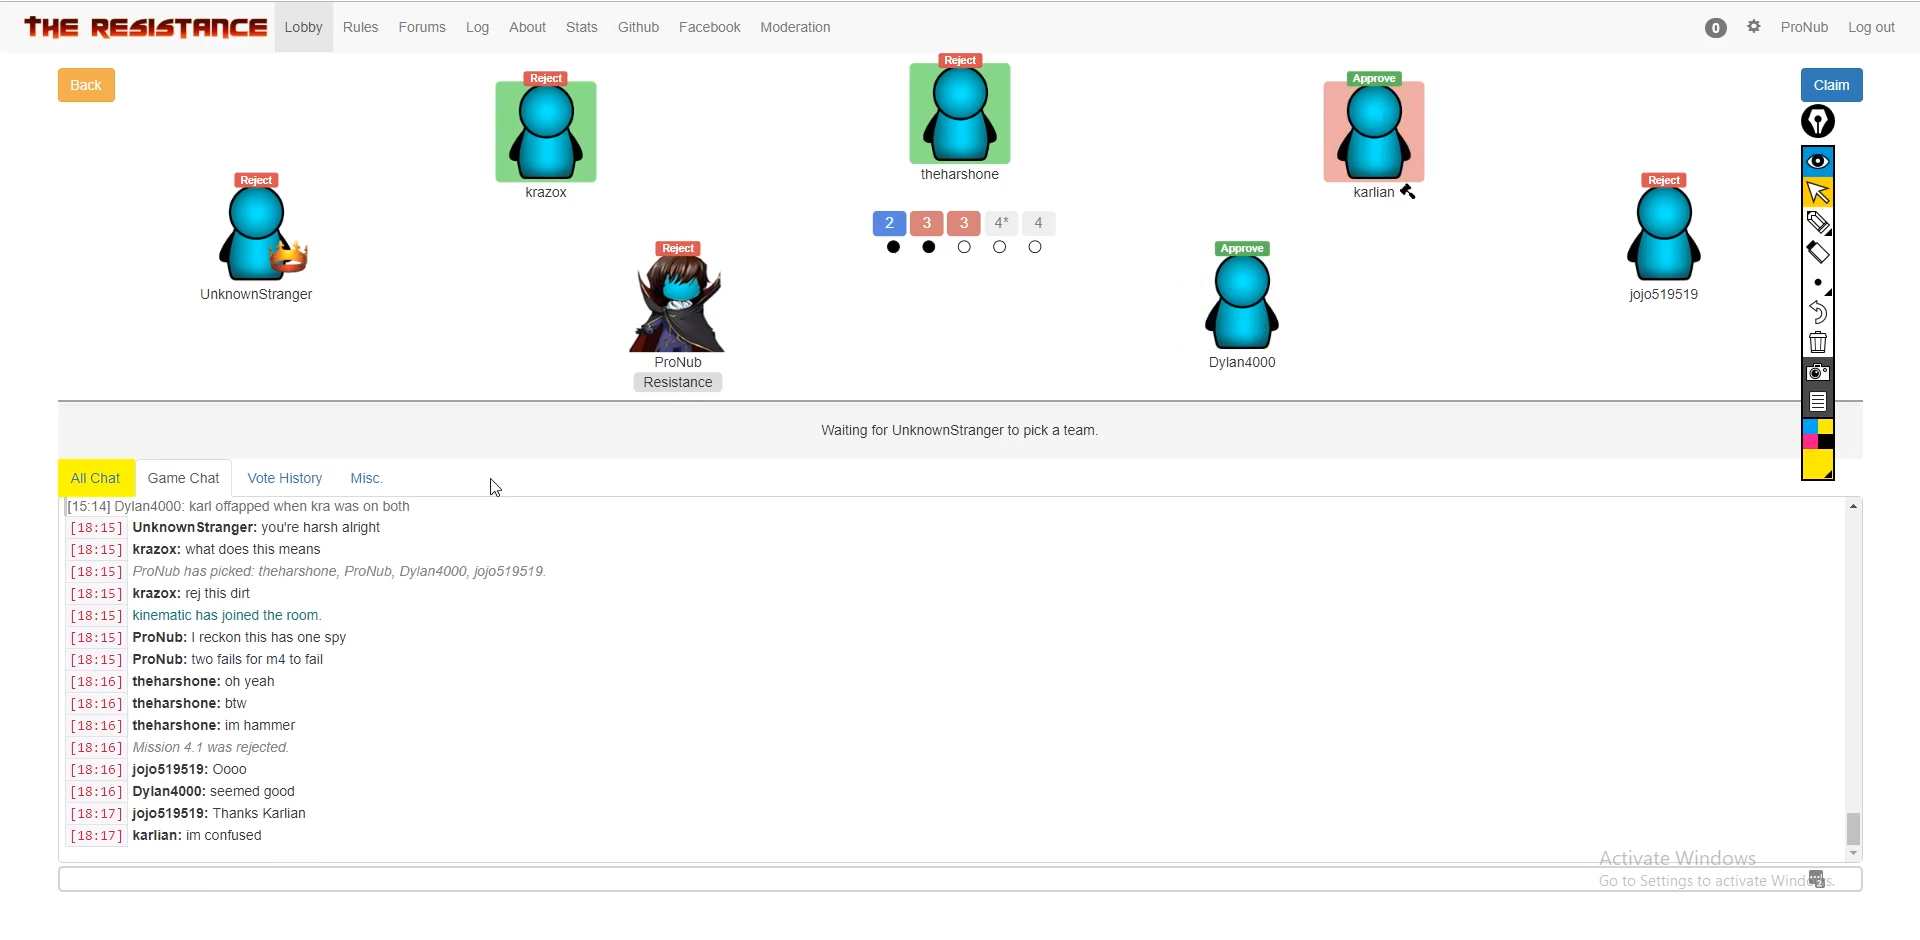 THE RESISTANCE Lobby Rules Forums Log About Stats Github Facebook Moderation 0 ProNub Log out
Back
Claim
Reject
krazox
Reject
theharshone
Approve
karlian
Reject
UnknownStranger
Reject
jojo519519
2 3 3 4* 4
Reject
ProNub
Resistance
Approve
Dylan4000
Waiting for UnknownStranger to pick a team.
All Chat Game Chat Vote History Misc.
[15:14] Dylan4000: karl offapped when kra was on both
[18:15] UnknownStranger: you're harsh alright
[18:15] krazox: what does this means
[18:15] ProNub has picked: theharshone, ProNub, Dylan4000, jojo519519.
[18:15] krazox: rej this dirt
[18:15] kinematic has joined the room.
[18:15] ProNub: I reckon this has one spy
[18:15] ProNub: two fails for m4 to fail
[18:16] theharshone: oh yeah
[18:16] theharshone: btw
[18:16] theharshone: im hammer
[18:16] Mission 4.1 was rejected.
[18:16] jojo519519: Oooo
[18:16] Dylan4000: seemed good
[18:17] jojo519519: Thanks Karlian
[18:17] karlian: im confused
Activate Windows
Go to Settings to activate Windows.